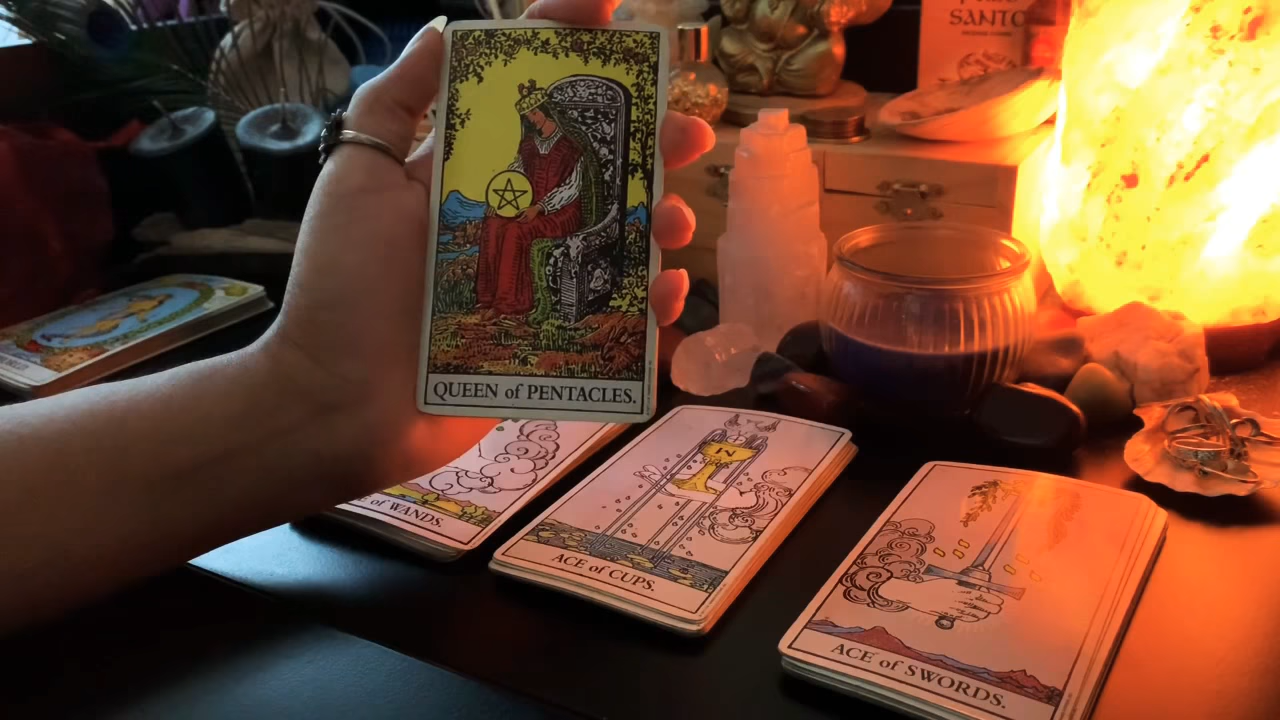 SANTO
QUEEN of PENTACLES.
of WANDS.
ACE of CUPS.
ACE of SWORDS.